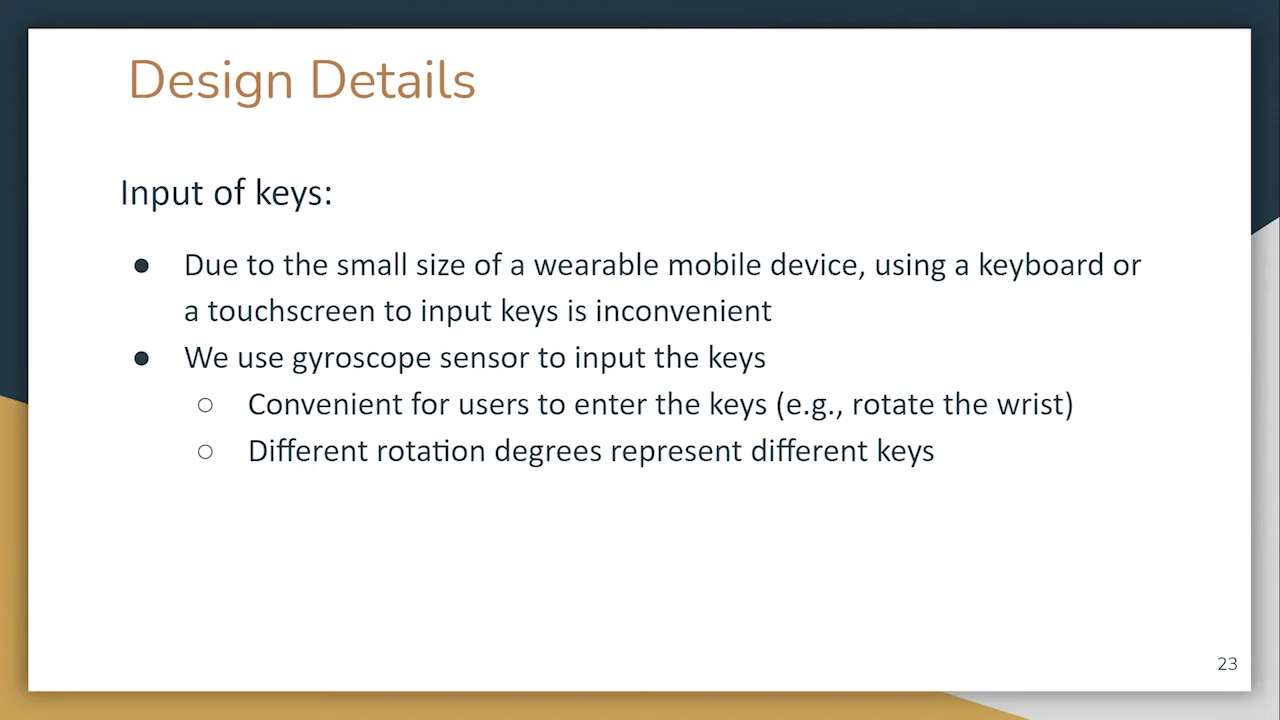 Design Details
Input of keys:
● Due to the small size of a wearable mobile device, using a keyboard or
a touchscreen to input keys is inconvenient
● We use gyroscope sensor to input the keys
○ Convenient for users to enter the keys (e.g., rotate the wrist)
○ Different rotation degrees represent different keys
23